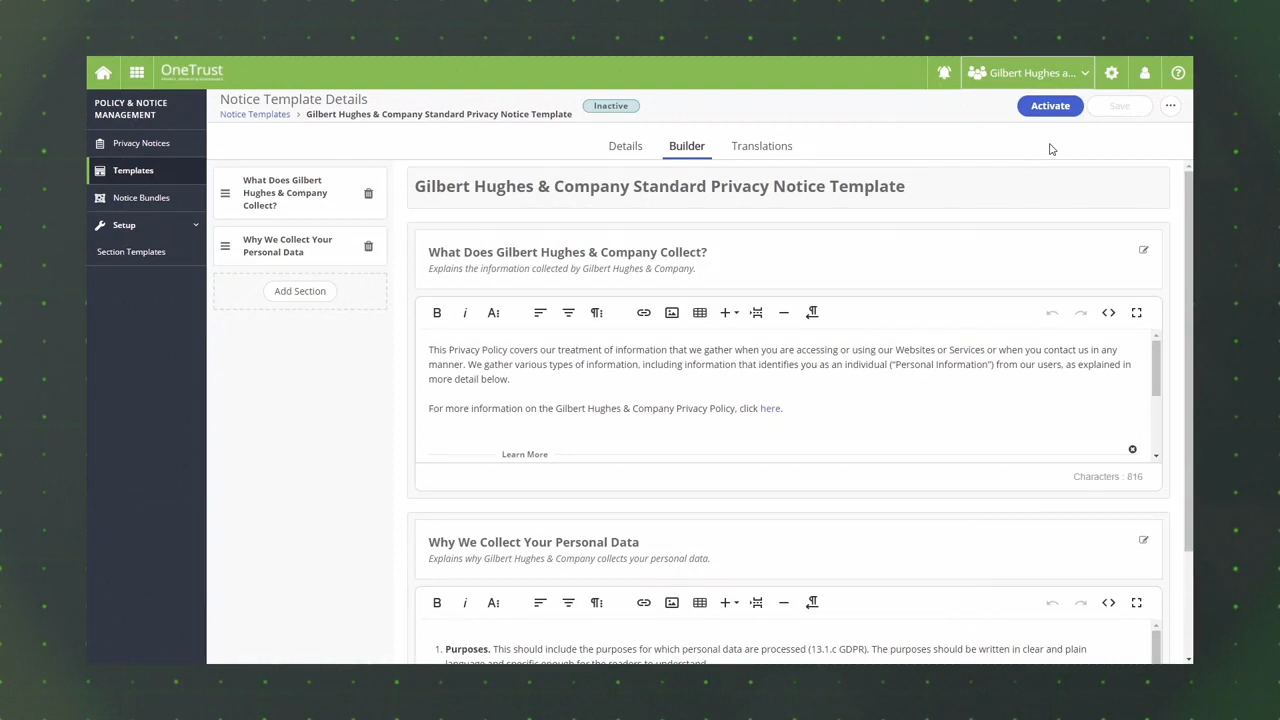 OneTrust
Gilbert Hughes a...
POLICY & NOTICE
MANAGEMENT
Privacy Notices
Templates
Notice Bundles
Setup
Section Templates
Notice Template Details
Notice Templates > Gilbert Hughes & Company Standard Privacy Notice Template
Inactive
Activate
Save
Details
Builder
Translations
What Does Gilbert
Hughes & Company
Collect?
Why We Collect Your
Personal Data
Add Section
Gilbert Hughes & Company Standard Privacy Notice Template
What Does Gilbert Hughes & Company Collect?
Explains the information collected by Gilbert Hughes & Company.
This Privacy Policy covers our treatment of information that we gather when you are accessing or using our Websites or Services or when you contact us in any
manner. We gather various types of information, including information that identifies you as an individual (“Personal Information”) from our users, as explained in
more detail below.
For more information on the Gilbert Hughes & Company Privacy Policy, click here.
Learn More
Characters : 816
Why We Collect Your Personal Data
Explains why Gilbert Hughes & Company collects your personal data.
1. Purposes. This should include the purposes for which personal data are processed (13.1.c GDPR). The purposes should be written in clear and plain
language and specific enough for the readers to understand.